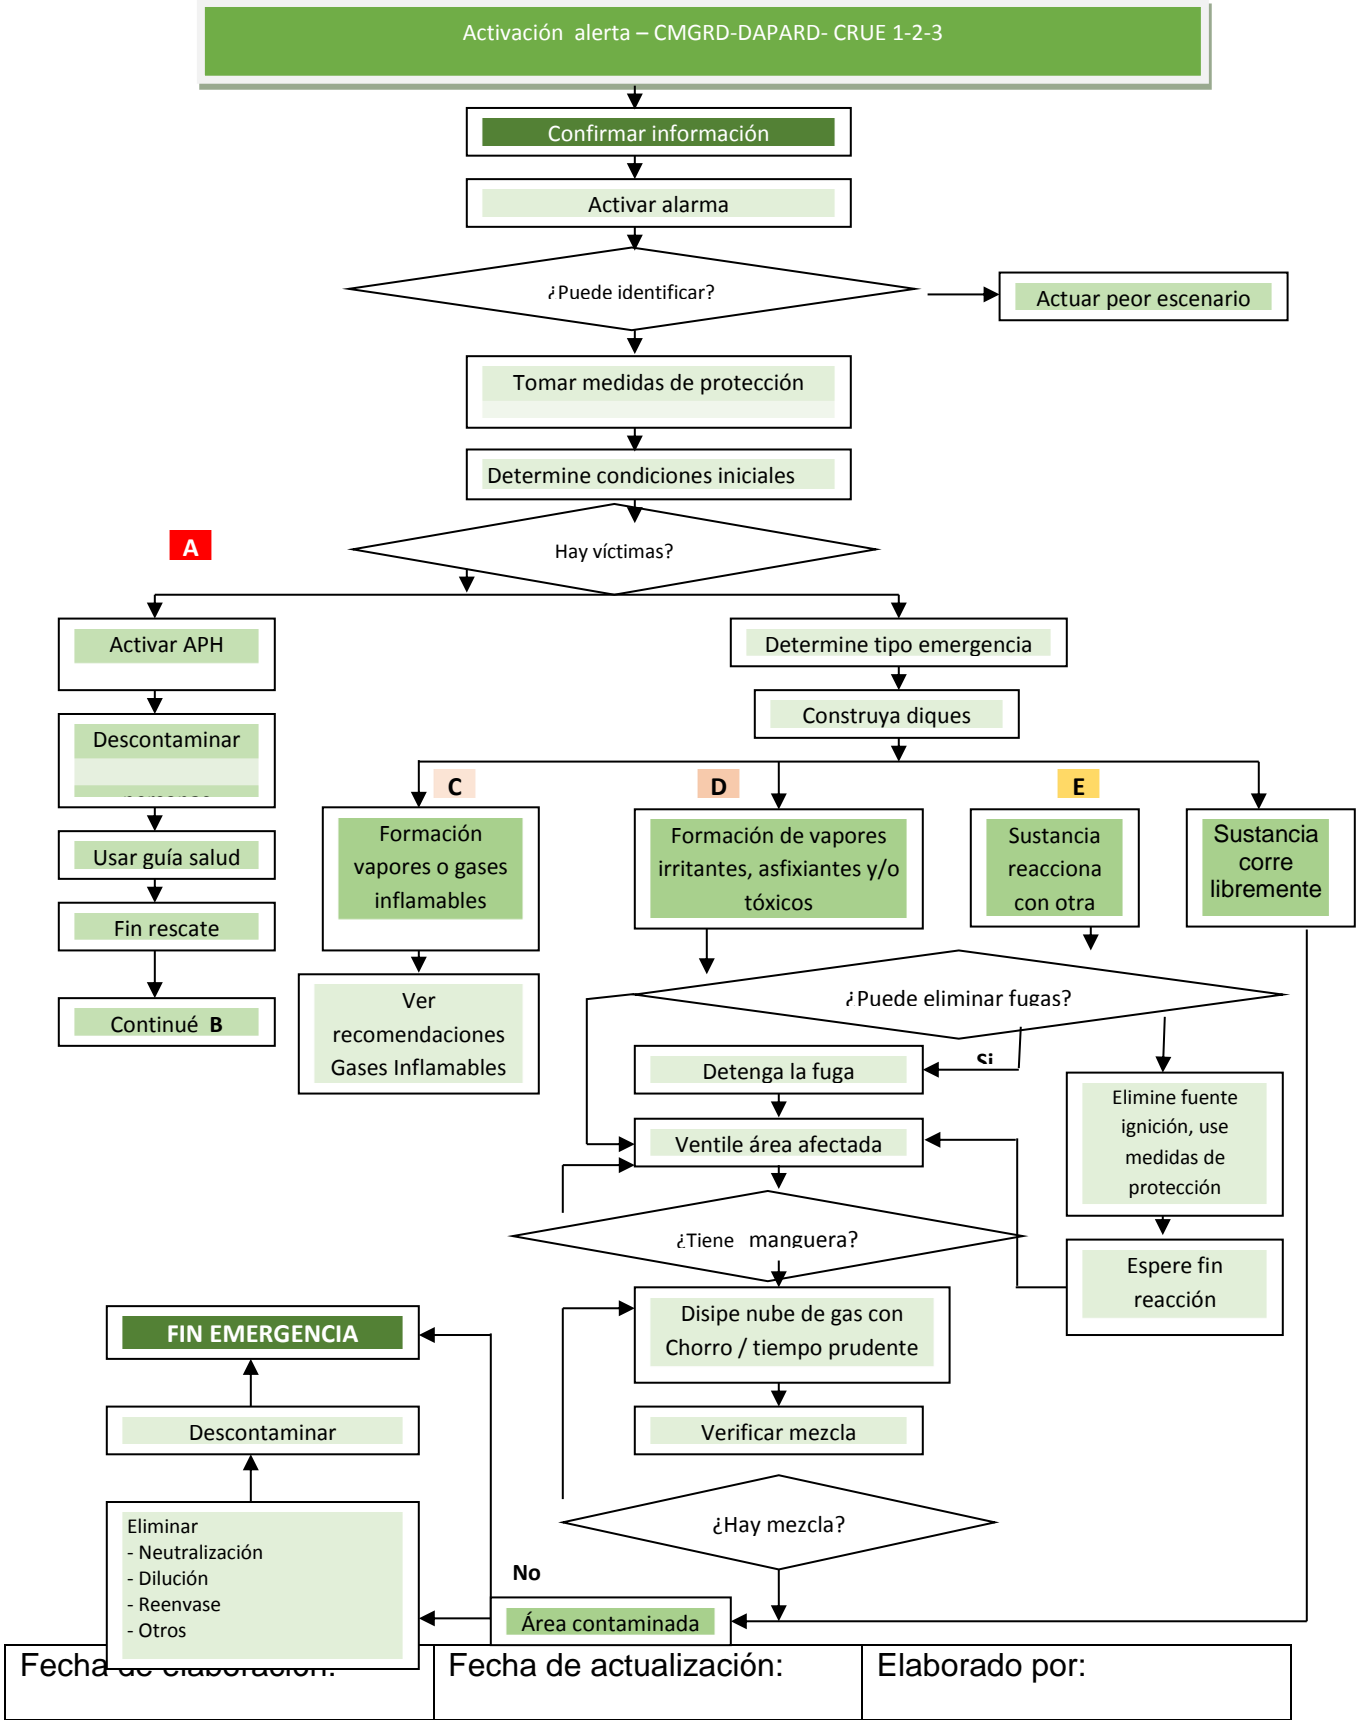 Activación alerta – CMGRD-DAPARD- CRUE 1-2-3
Confirmar información
Activar alarma
¿Puede identificar?
Actuar peor escenario
Tomar medidas de protección
Determine condiciones iniciales
A
Hay víctimas?
Activar APH
Determine tipo emergencia
Descontaminar
Construya diques
C
D
E
Formación
vapores o gases
inflamables
Formación de vapores
irritantes, asfixiantes y/o
tóxicos
Sustancia
reacciona
con otra
Sustancia
corre
libremente
Usar guía salud
Fin rescate
Continué B
Ver
recomendaciones
Gases Inflamables
¿Puede eliminar fugas?
Si
Detenga la fuga
Elimine fuente
ignición, use
medidas de
protección
Ventile área afectada
¿Tiene manguera?
Espere fin
reacción
Disipe nube de gas con
Chorro / tiempo prudente
FIN EMERGENCIA
Descontaminar
Verificar mezcla
¿Hay mezcla?
Eliminar
- Neutralización
- Dilución
- Reenvase
- Otros
No
Área contaminada
Fecha de elaboración:
Fecha de actualización:
Elaborado por: